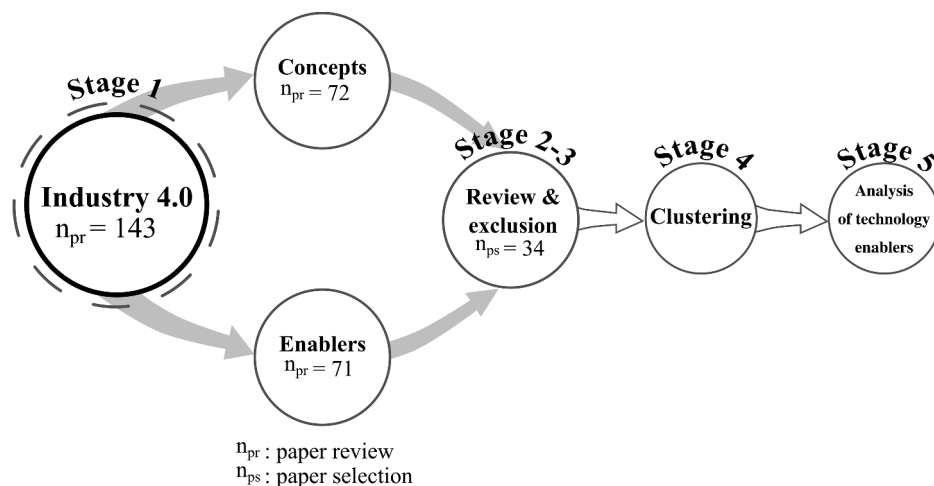 Stage 1
Industry 4.0
npr = 143
Concepts
npr = 72
Enablers
npr = 71
Stage 2-3
Review &
exclusion
nps = 34
Stage 4
Clustering
Stage 5
Analysis
of technology
enablers
npr : paper review
nps : paper selection